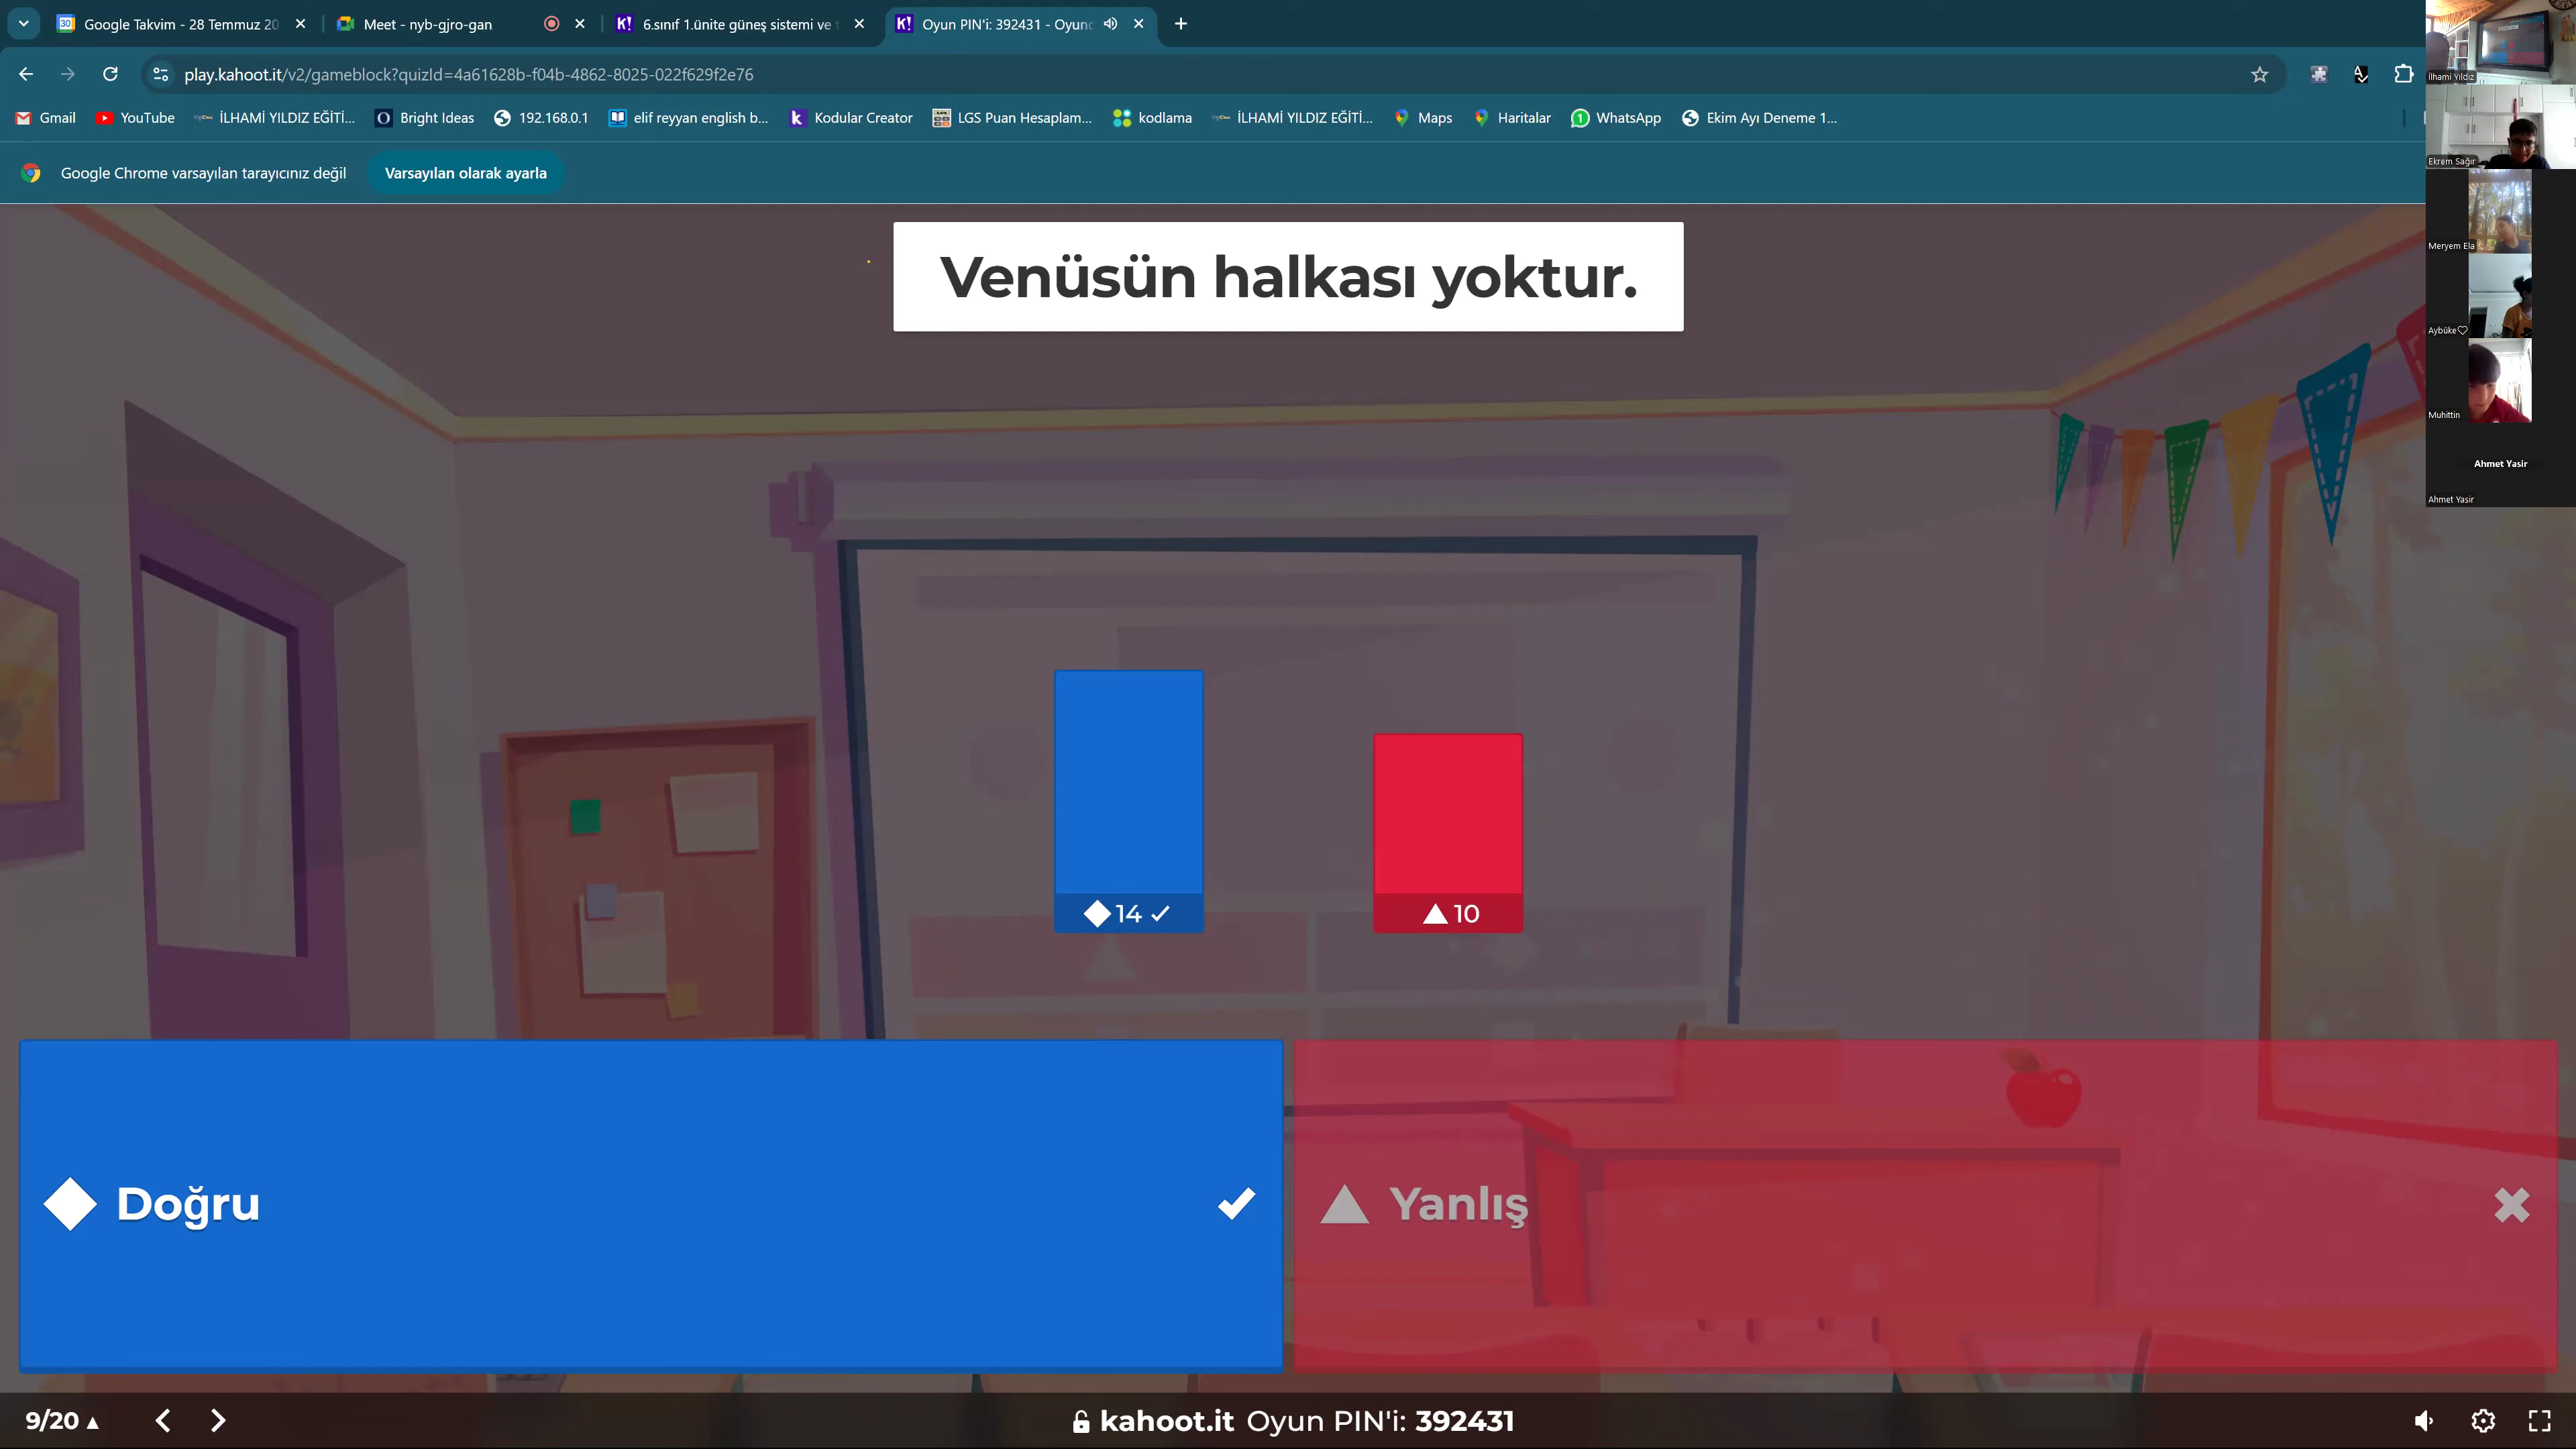 Google Takvim - 28 Temmuz 20
Meet - nyb-gjro-gan
6.sınıf 1.ünite güneş sistemi ve
Oyun PIN'i: 392431 - Oyunc
play.kahoot.it/v2/gameblock?quizId=4a61628b-f04b-4862-8025-022f629f2e76
Gmail
YouTube
İLHAMİ YILDIZ EĞİTİ...
Bright Ideas
192.168.0.1
elif reyyan english b...
Kodular Creator
LGS Puan Hesaplam...
kodlama
İLHAMİ YILDIZ EĞİTİ...
Maps
Haritalar
WhatsApp
Ekim Ayı Deneme 1...
Google Chrome varsayılan tarayıcınız değil
Varsayılan olarak ayarla
İlhami Yıldız
Ekrem Sağır
Meryem Ela
Aybüke♡
Muhittin
Ahmet Yasir
Ahmet Yasir
Venüsün halkası yoktur.
14
10
Doğru
Yanlış
9/20
kahoot.it Oyun PIN'i: 392431